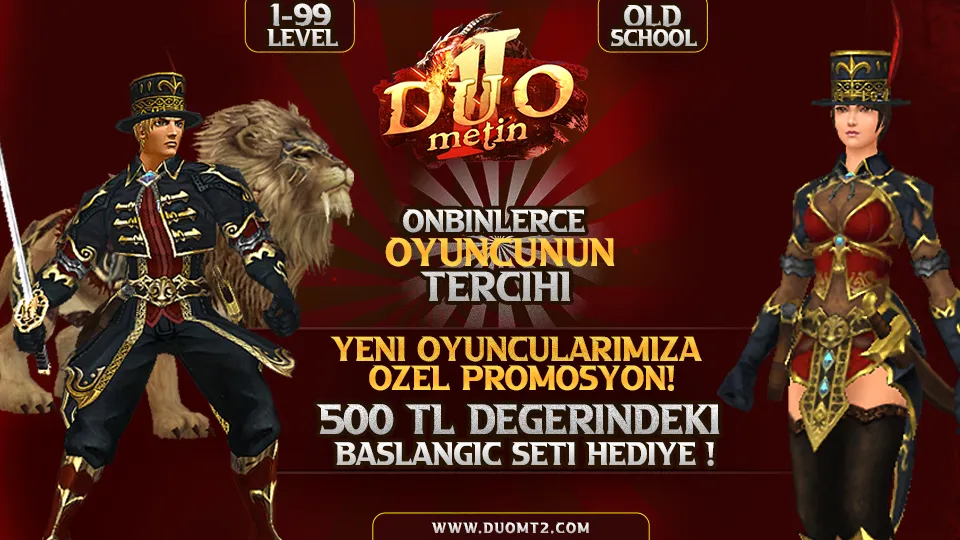 1-99
LEVEL
OLD
SCHOOL
DUO
metin
ONBINLERCE
OYUNCUNUN
TERCIHI
YENI OYUNCULARIMIZA
OZEL PROMOSYON!
500 TL DEGERINDEKI
BASLANGIC SETI HEDIYE !
WWW.DUOMT2.COM